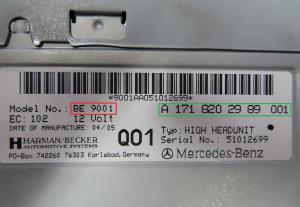 *9001AA051012699*
Model No.: BE 9001
A 171 820 29 89 001
EC: 102 12 Volt
DATE OF MANUFACTURE: 04/05
HARMAN/BECKER
AUTOMOTIVE SYSTEMS
Q01
Type: HIGH HEADUNIT
Serial No.: 51012699
PO-Box 742260 76303 Karlsbad, Germany
Mercedes-Benz